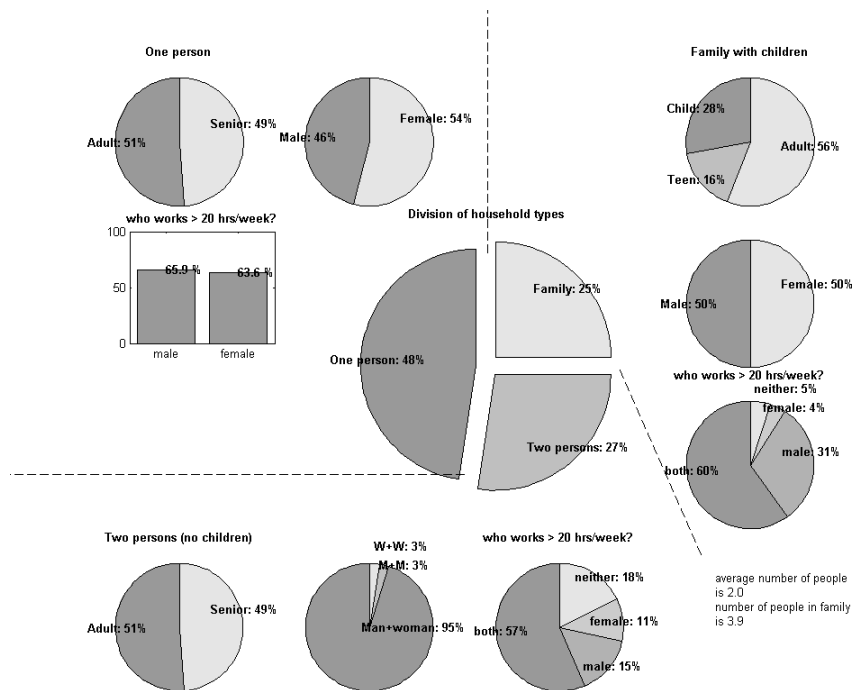 One person
Senior: 49%
Adult: 51%
Female: 54%
Male: 46%
who works > 20 hrs/week?
100
50
0
65.9 %
63.6 %
male
female
Division of household types
Family: 25%
One person: 48%
Two persons: 27%
Family with children
Child: 28%
Adult: 56%
Teen: 16%
Female: 50%
Male: 50%
who works > 20 hrs/week?
neither: 5%
female: 4%
male: 31%
both: 60%
Two persons (no children)
Senior: 49%
Adult: 51%
W+W: 3%
M+M: 3%
Man+woman: 95%
who works > 20 hrs/week?
neither: 18%
female: 11%
both: 57%
male: 15%
average number of people
is 2.0
number of people in family
is 3.9